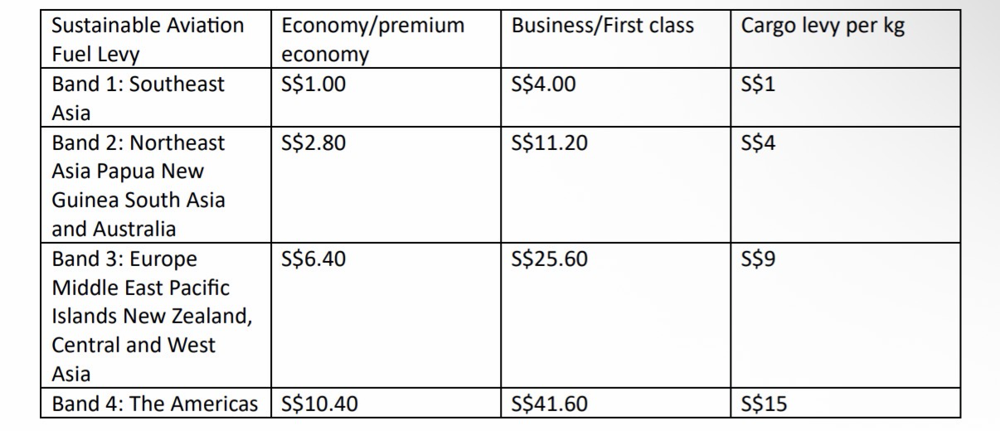 Sustainable Aviation
Fuel Levy
Economy/premium
economy
Business/First class
Cargo levy per kg
Band 1: Southeast
Asia
S$1.00
S$4.00
S$1
Band 2: Northeast
Asia Papua New
Guinea South Asia
and Australia
S$2.80
S$11.20
S$4
Band 3: Europe
Middle East Pacific
Islands New Zealand,
Central and West
Asia
S$6.40
S$25.60
S$9
Band 4: The Americas
S$10.40
S$41.60
S$15